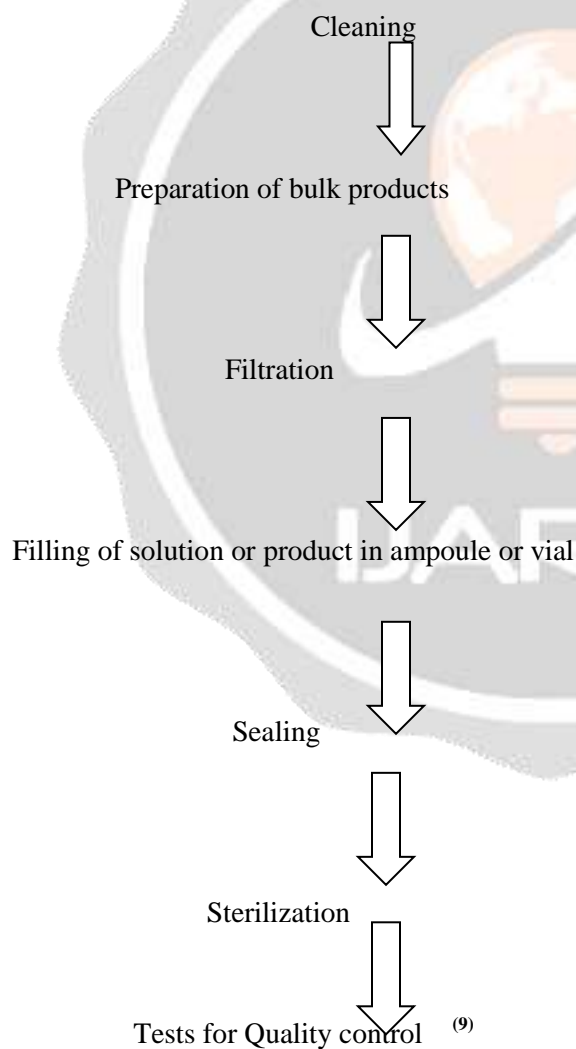 Cleaning
Preparation of bulk products
Filtration
Filling of solution or product in ampoule or vial
IJAR
Sealing
Sterilization
Tests for Quality control (9)